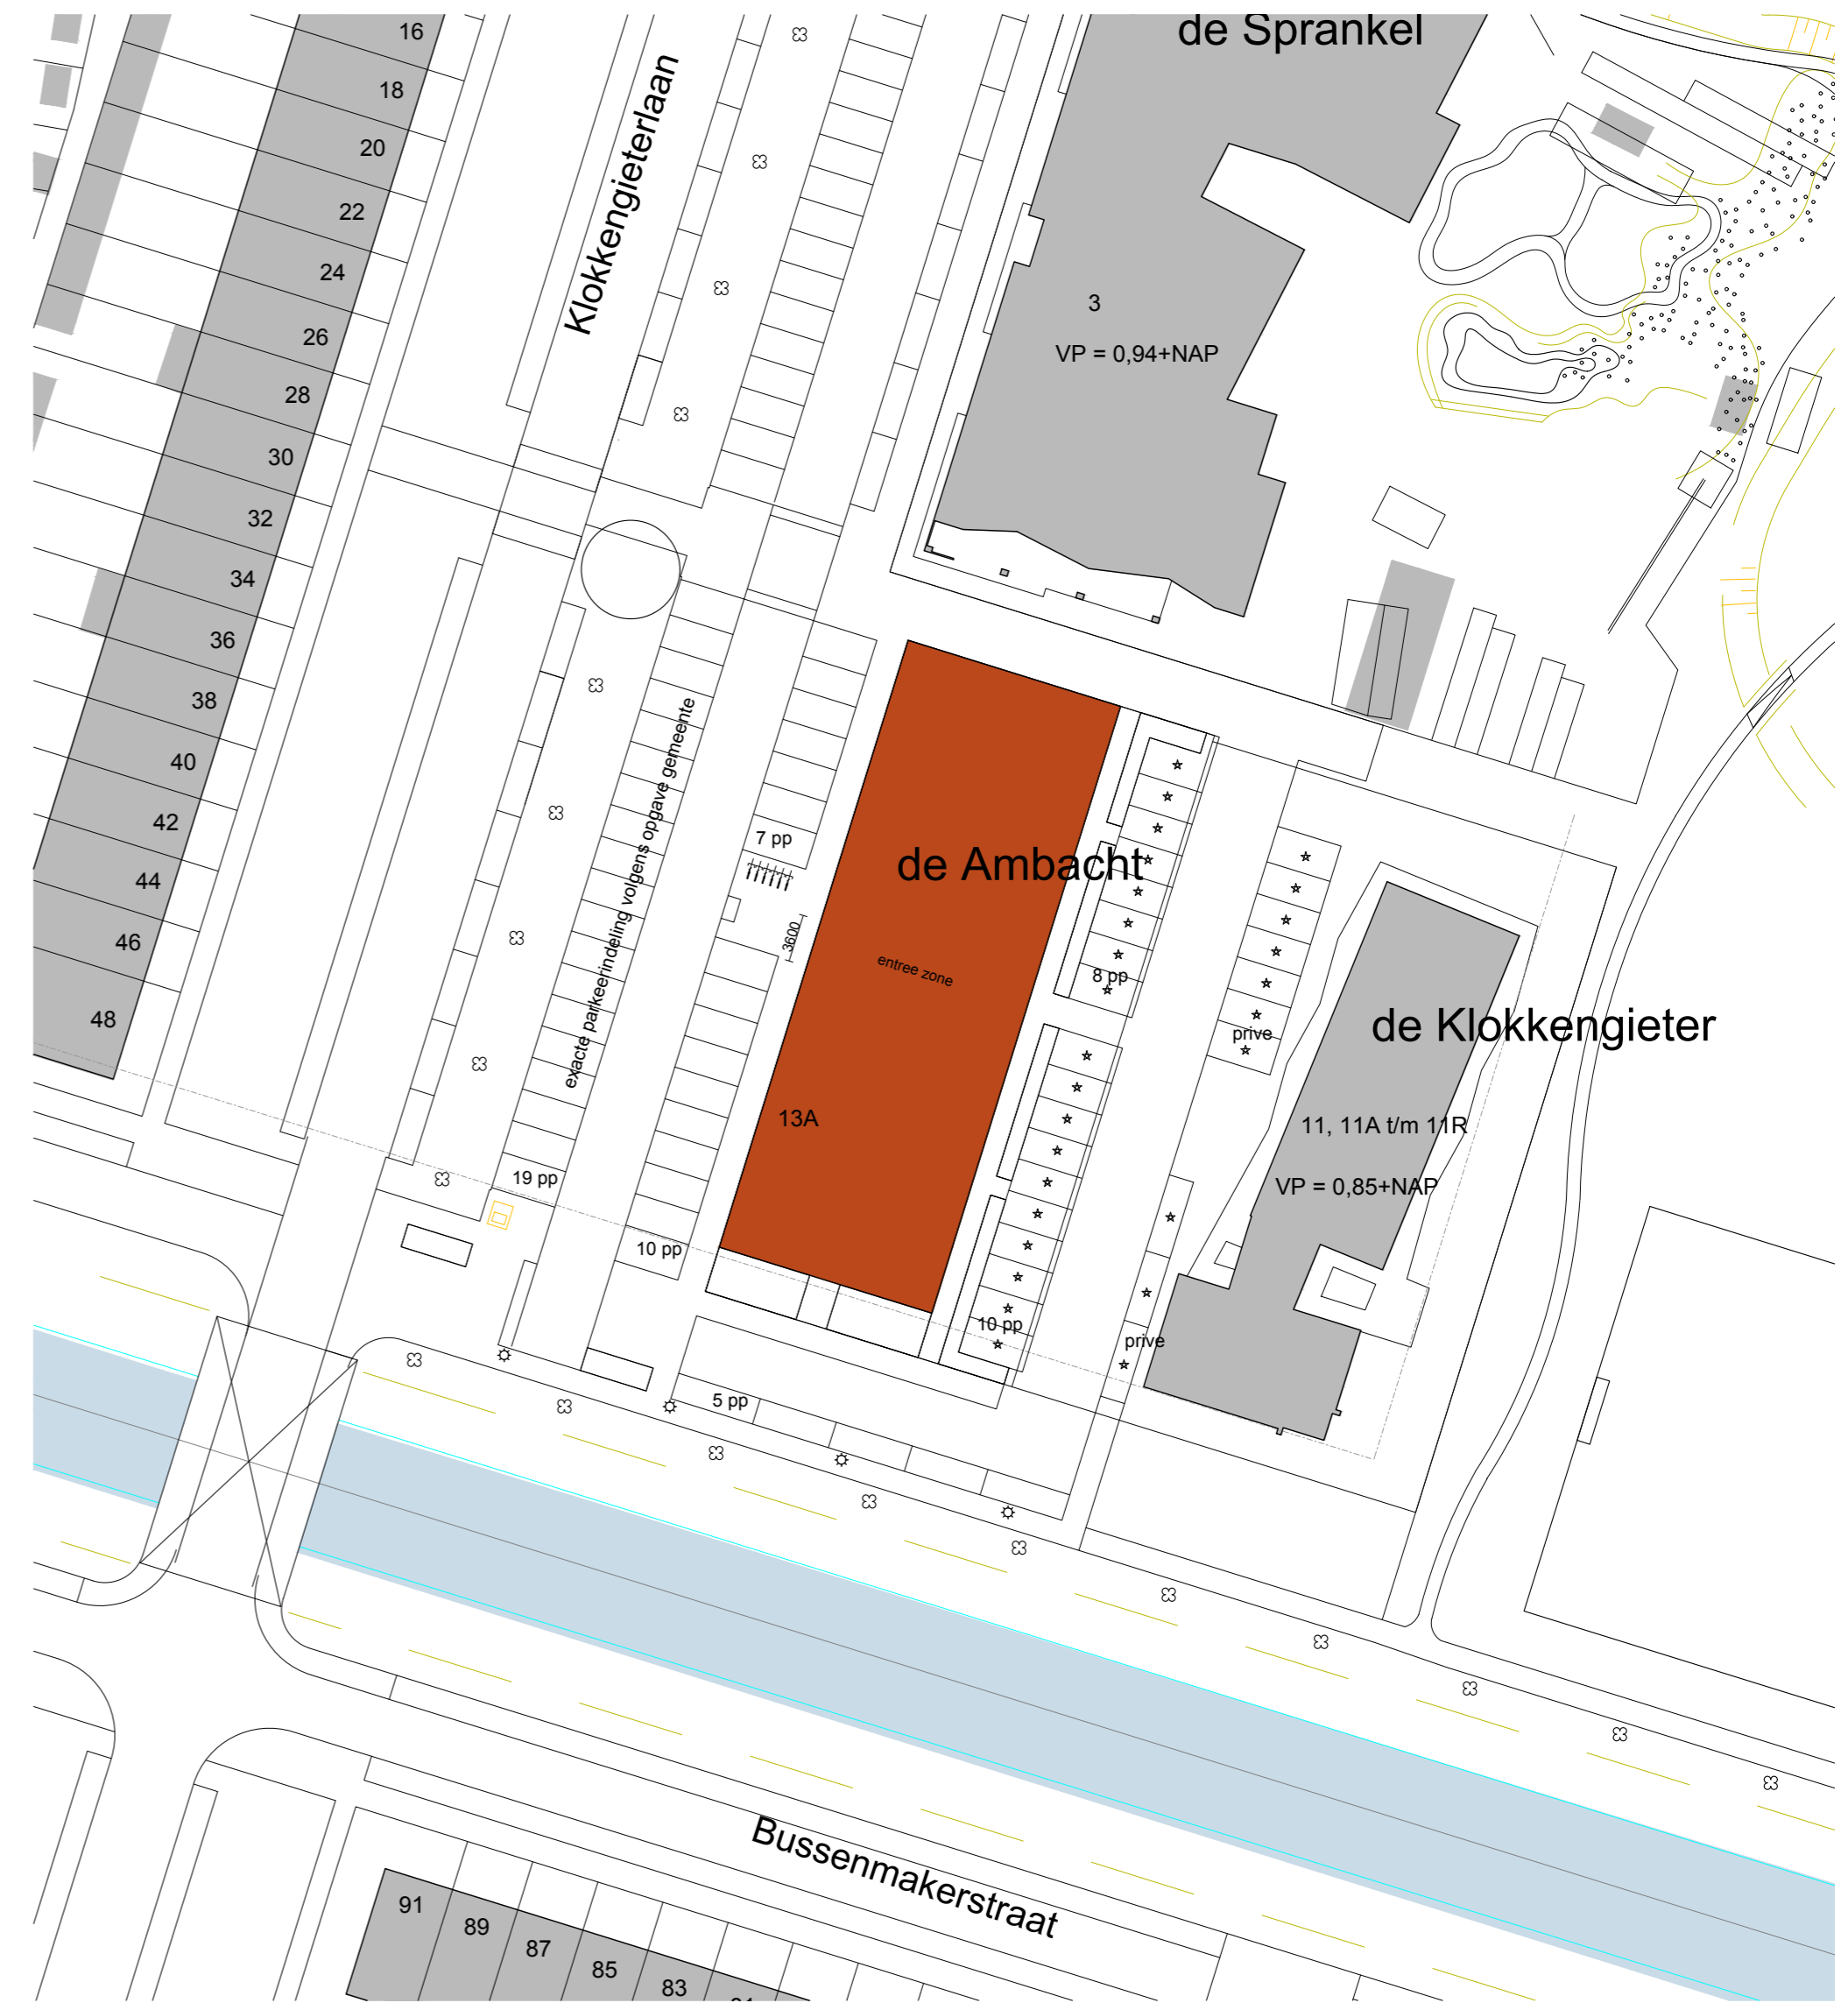 de Sprankel
16
18
20
22
24
26
28
30
32
34
36
38
40
42
44
46
48
Klokkengieterlaan
3
VP = 0,94+NAP
exacte parkeerindeling volgens opgave gemeente
7 pp
3600
de Ambacht
entree zone
13A
8 pp
prive
de Klokkengieter
11, 11A t/m 11R
VP = 0,85+NAP
19 pp
10 pp
10 pp
prive
5 pp
Bussenmakerstraat
91
89
87
85
83